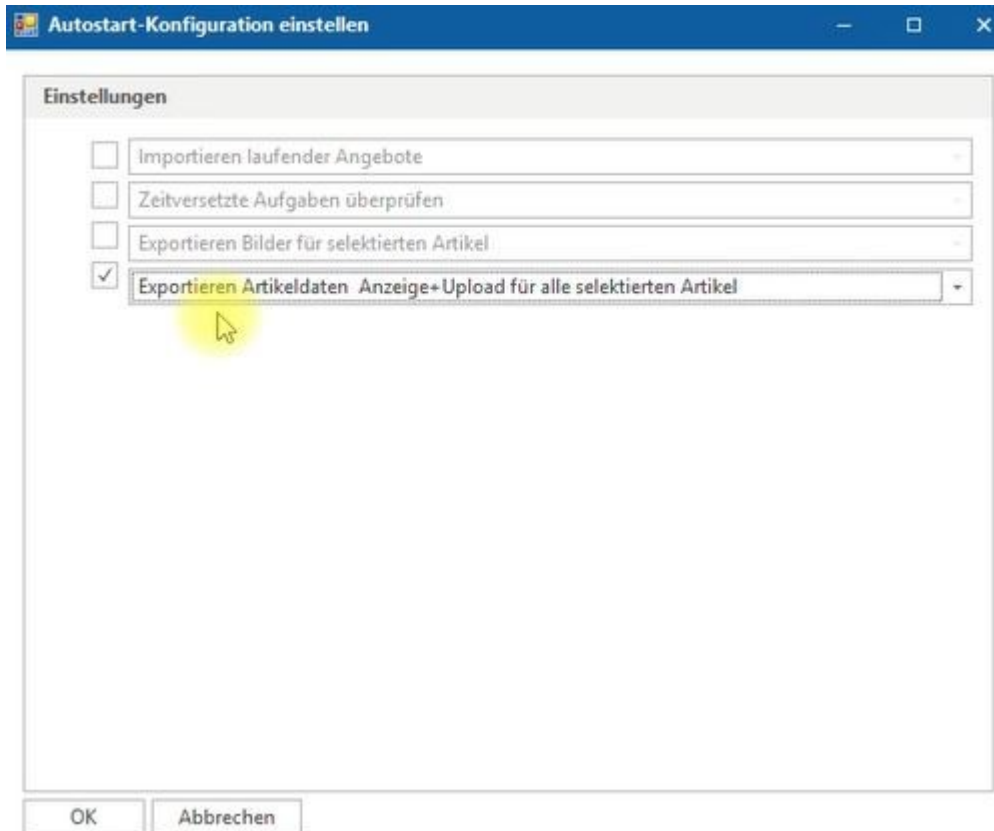 Autostart-Konfiguration einstellen
Einstellungen
Importieren laufender Angebote
Zeitversetzte Aufgaben überprüfen
Exportieren Bilder für selektierten Artikel
Exportieren Artikeldaten  Anzeige+Upload für alle selektierten Artikel
OK
Abbrechen